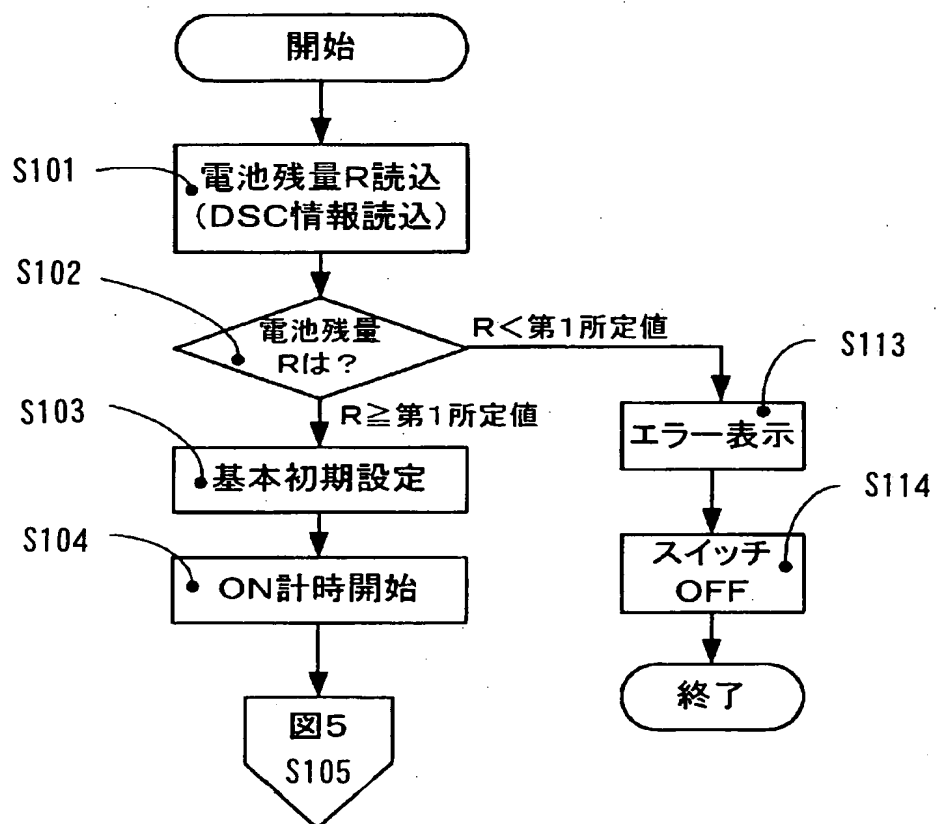 開始
S101
電池残量R読込
(DSC情報読込)
S102
電池残量
Rは?
R<第1所定値
S113
エラー表示
S103
R≧第1所定値
基本初期設定
S114
スイッチ
OFF
S104
ON計時開始
終了
図5
S105